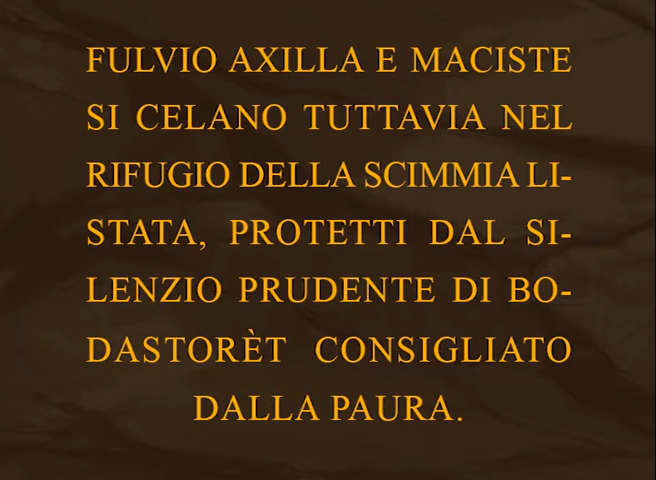 FULVIO AXILLA E MACISTE
SI CELANO TUTTAVIA NEL
RIFUGIO DELLA SCIMMIA LI-
STATA, PROTETTI DAL SI-
LENZIO PRUDENTE DI BO-
DASTORÈT CONSIGLIATO
DALLA PAURA.